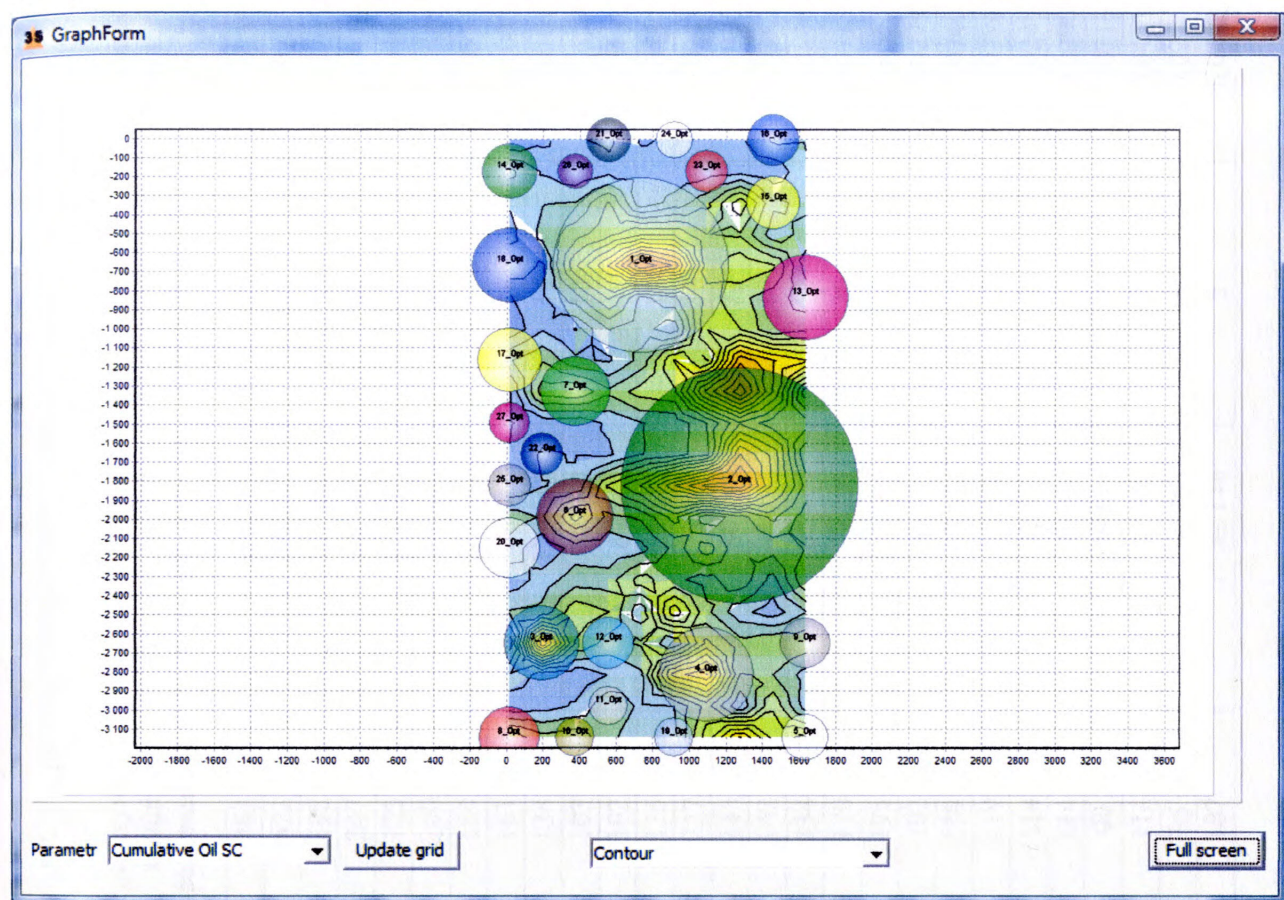 3S GraphForm
0
-100
-200
-300
-400
-500
-600
-700
-800
-900
-1 000
-1 100
-1 200
-1 300
-1 400
-1 500
-1 600
-1 700
-1 800
-1 900
-2 000
-2 100
-2 200
-2 300
-2 400
-2 500
-2 600
-2 700
-2 800
-2 900
-3 000
-3 100
21_Opt 24_Opt
14_Opt 23_Opt
15_Opt
1_Opt
13_Opt
17_Opt
7_Opt
27_Opt
22_Opt
2_Opt
20_Opt
3_Opt 12_Opt 9_Opt
4_Opt
11_Opt
8_Opt 10_Opt 19_Opt 5_Opt
-2000 -1800 -1600 -1400 -1200 -1000 -800 -600 -400 -200 0 200 400 600 800 1000 1200 1400 1600 1800 2000 2200 2400 2600 2800 3000 3200 3400 3600
Parametr Cumulative Oil SC Update grid Contour Full screen